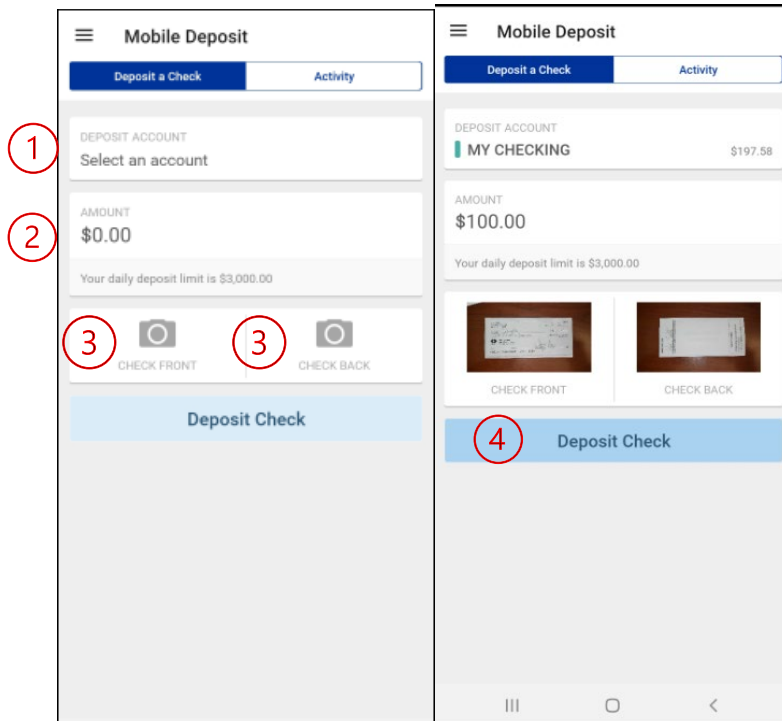 Mobile Deposit
Deposit a Check Activity
1
DEPOSIT ACCOUNT
Select an account
2
AMOUNT
$0.00
Your daily deposit limit is $3,000.00
3 3
CHECK FRONT CHECK BACK
Deposit Check
Mobile Deposit
Deposit a Check Activity
DEPOSIT ACCOUNT
MY CHECKING $197.58
AMOUNT
$100.00
Your daily deposit limit is $3,000.00
CHECK FRONT CHECK BACK
4 Deposit Check